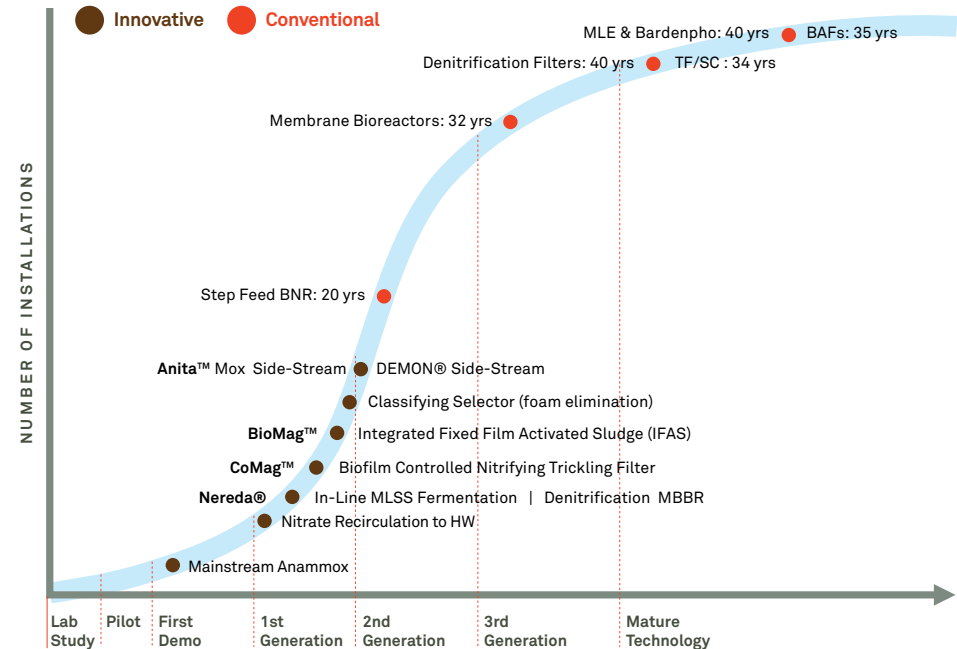 Innovative
Conventional
MLE & Bardenpho: 40 yrs
BAFs: 35 yrs
Denitrification Filters: 40 yrs
TF/SC : 34 yrs
Membrane Bioreactors: 32 yrs
NUMBER OF INSTALLATIONS
Step Feed BNR: 20 yrs
Anita™ Mox Side-Stream
DEMON® Side-Stream
Classifying Selector (foam elimination)
BioMag™
Integrated Fixed Film Activated Sludge (IFAS)
CoMag™
Biofilm Controlled Nitrifying Trickling Filter
Nereda®
In-Line MLSS Fermentation | Denitrification MBBR
Nitrate Recirculation to HW
Mainstream Anammox
Lab
Study
Pilot
First
Demo
1st
Generation
2nd
Generation
3rd
Generation
Mature
Technology